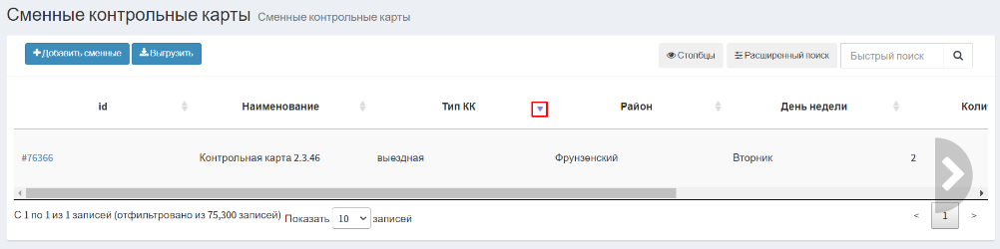 Сменные контрольные карты Сменные контрольные карты
Добавить сменные Выгрузить Столбцы Расширенный поиск Быстрый поиск
id Наименование Тип КК Район День недели Коли
#76366 Контрольная карта 2.3.46 выездная Фрунзенский Вторник 2
С 1 по 1 из 1 записей (отфильтровано из 75,300 записей) Показать 10 записей < 1 >